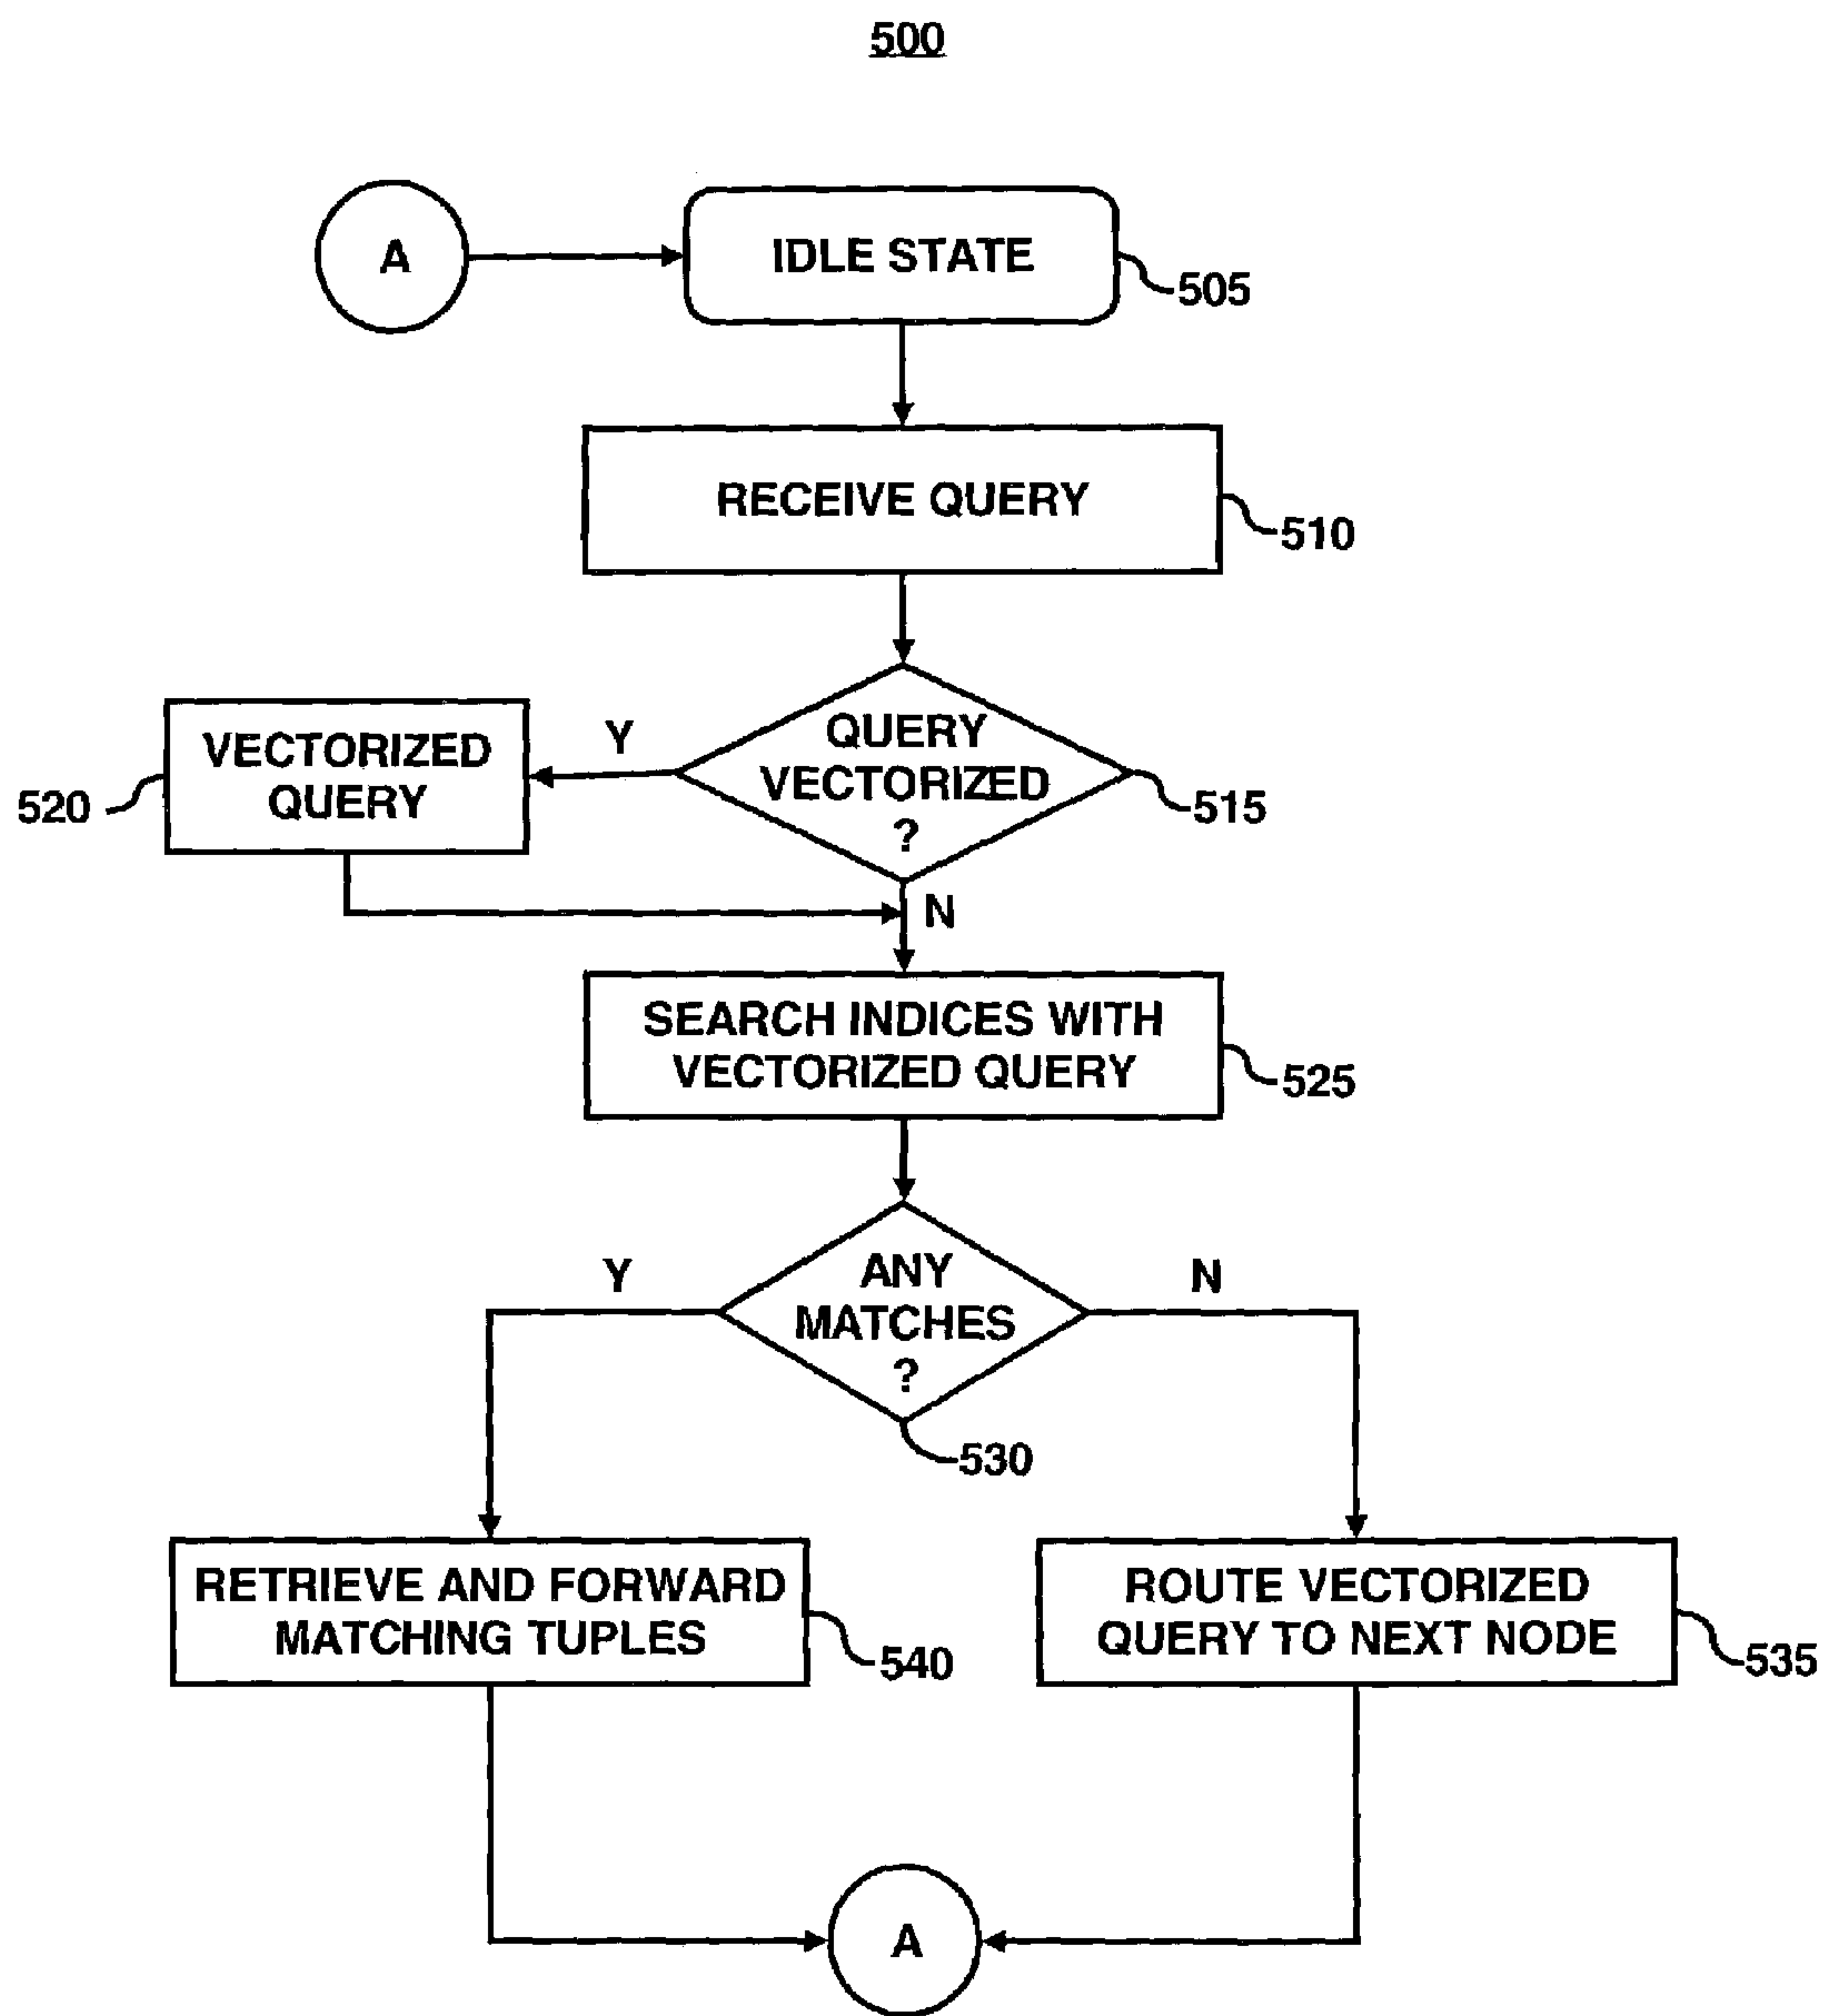 500
A
IDLE STATE
505
RECEIVE QUERY
510
QUERY
VECTORIZED
?
515
Y
VECTORIZED
QUERY
520
N
SEARCH INDICES WITH
VECTORIZED QUERY
525
ANY
MATCHES
?
530
Y
N
RETRIEVE AND FORWARD
MATCHING TUPLES
540
ROUTE VECTORIZED
QUERY TO NEXT NODE
535
A